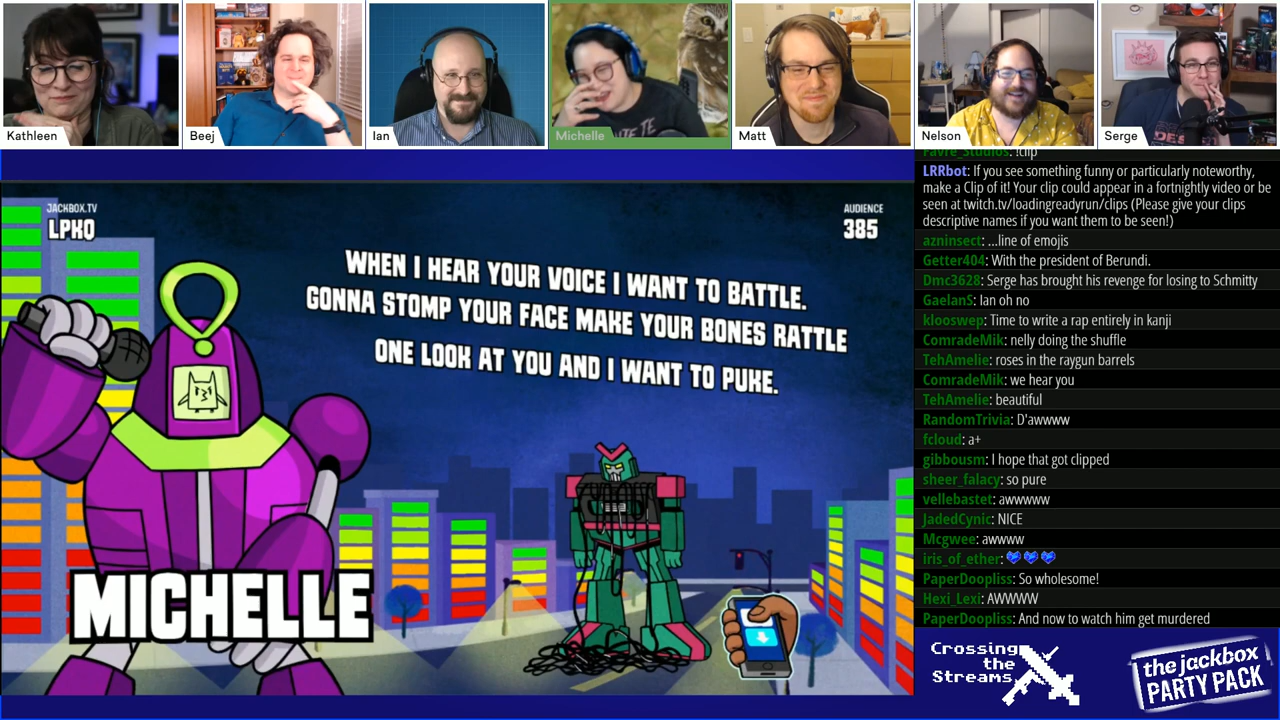 Kathleen
Beej
Ian
Michelle
Matt
Nelson
Serge
JACKBOX.TV
LPKQ
AUDIENCE
385
WHEN I HEAR YOUR VOICE I WANT TO BATTLE.
GONNA STOMP YOUR FACE MAKE YOUR BONES RATTLE
ONE LOOK AT YOU AND I WANT TO PUKE.
MICHELLE
Favre_Studios: !clip
LRRbot: If you see something funny or particularly noteworthy,
make a Clip of it! Your clip could appear in a fortnightly video or be
seen at twitch.tv/loadingreadyrun/clips (Please give your clips
descriptive names if you want them to be seen!)
azninsect: ...line of emojis
Getter404: With the president of Berundi.
Dmc3628: Serge has brought his revenge for losing to Schmitty
GaelanS: Ian oh no
klooswep: Time to write a rap entirely in kanji
ComradeMik: nelly doing the shuffle
TehAmelie: roses in the raygun barrels
ComradeMik: we hear you
TehAmelie: beautiful
RandomTrivia: D'awwww
fcloud: a+
gibbousm: I hope that got clipped
sheer_falacy: so pure
vellebastet: awwwww
JadedCynic: NICE
Mcgwee: awwww
iris_of_ether: 💙💙💙
PaperDoopliss: So wholesome!
Hexi_Lexi: AWWWW
PaperDoopliss: And now to watch him get murdered
Crossing
the
Streams
the jackbox
PARTY PACK